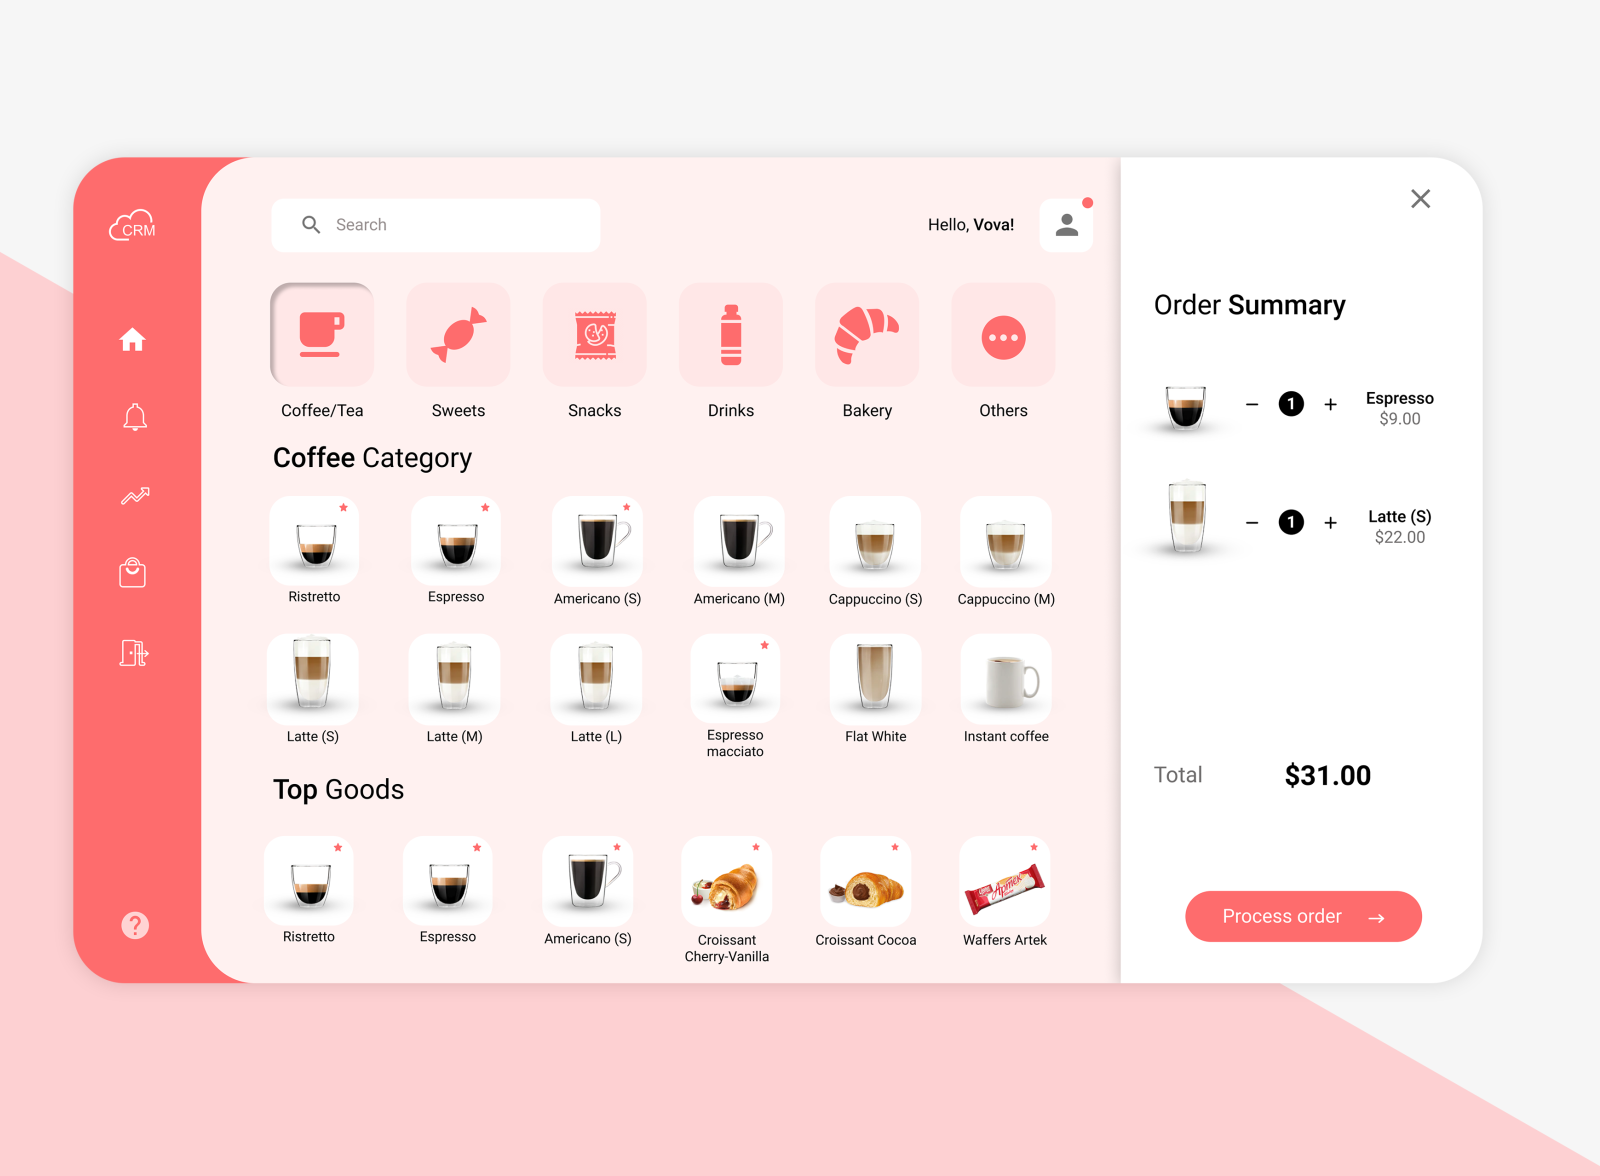 CRM
Search
Hello, Vova!
Coffee/Tea
Sweets
Snacks
Drinks
Bakery
Others
Coffee Category
Ristretto
Espresso
Americano (S)
Americano (M)
Cappuccino (S)
Cappuccino (M)
Latte (S)
Latte (M)
Latte (L)
Espresso
macciato
Flat White
Instant coffee
Top Goods
Ristretto
Espresso
Americano (S)
Croissant
Cherry-Vanilla
Croissant Cocoa
Артек
Waffers Artek
?
Order Summary
1
Espresso
$9.00
1
Latte (S)
$22.00
Total
$31.00
Process order